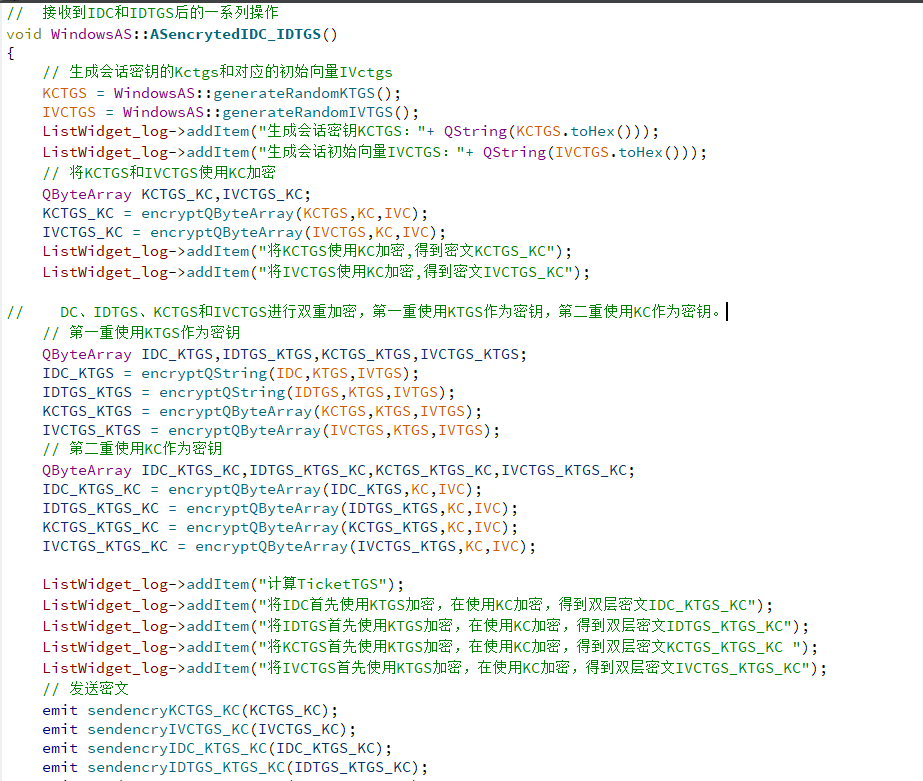 //  接收到IDC和IDTGS后的一系列操作
void WindowsAS::ASencrytedIDC_IDTGS()
{
    // 生成会话密钥的Kctgs和对应的初始向量IVctgs
    KCTGS = WindowsAS::generateRandomKTGS();
    IVCTGS = WindowsAS::generateRandomIVTGS();
    ListWidget_log->addItem("生成会话密钥KCTGS："+ QString(KCTGS.toHex()));
    ListWidget_log->addItem("生成会话初始向量IVCTGS："+ QString(IVCTGS.toHex()));
    // 将KCTGS和IVCTGS使用KC加密
    QByteArray KCTGS_KC,IVCTGS_KC;
    KCTGS_KC = encryptQByteArray(KCTGS,KC,IVC);
    IVCTGS_KC = encryptQByteArray(IVCTGS,KC,IVC);
    ListWidget_log->addItem("将KCTGS使用KC加密,得到密文KCTGS_KC");
    ListWidget_log->addItem("将IVCTGS使用KC加密,得到密文IVCTGS_KC");
//    DC、IDTGS、KCTGS和IVCTGS进行双重加密，第一重使用KTGS作为密钥，第二重使用KC作为密钥。
    // 第一重使用KTGS作为密钥
    QByteArray IDC_KTGS,IDTGS_KTGS,KCTGS_KTGS,IVCTGS_KTGS;
    IDC_KTGS = encryptQString(IDC,KTGS,IVTGS);
    IDTGS_KTGS = encryptQString(IDTGS,KTGS,IVTGS);
    KCTGS_KTGS = encryptQByteArray(KCTGS,KTGS,IVTGS);
    IVCTGS_KTGS = encryptQByteArray(IVCTGS,KTGS,IVTGS);
    // 第二重使用KC作为密钥
    QByteArray IDC_KTGS_KC,IDTGS_KTGS_KC,KCTGS_KTGS_KC,IVCTGS_KTGS_KC;
    IDC_KTGS_KC = encryptQByteArray(IDC_KTGS,KC,IVC);
    IDTGS_KTGS_KC = encryptQByteArray(IDTGS_KTGS,KC,IVC);
    KCTGS_KTGS_KC = encryptQByteArray(KCTGS_KTGS,KC,IVC);
    IVCTGS_KTGS_KC = encryptQByteArray(IVCTGS_KTGS,KC,IVC);
    ListWidget_log->addItem("计算TicketTGS");
    ListWidget_log->addItem("将IDC首先使用KTGS加密，在使用KC加密，得到双层密文IDC_KTGS_KC");
    ListWidget_log->addItem("将IDTGS首先使用KTGS加密，在使用KC加密，得到双层密文IDTGS_KTGS_KC");
    ListWidget_log->addItem("将KCTGS首先使用KTGS加密，在使用KC加密，得到双层密文KCTGS_KTGS_KC ");
    ListWidget_log->addItem("将IVCTGS首先使用KTGS加密，在使用KC加密，得到双层密文IVCTGS_KTGS_KC");
    // 发送密文
    emit sendencryKCTGS_KC(KCTGS_KC);
    emit sendencryIVCTGS_KC(IVCTGS_KC);
    emit sendencryIDC_KTGS_KC(IDC_KTGS_KC);
    emit sendencryIDTGS_KTGS_KC(IDTGS_KTGS_KC);